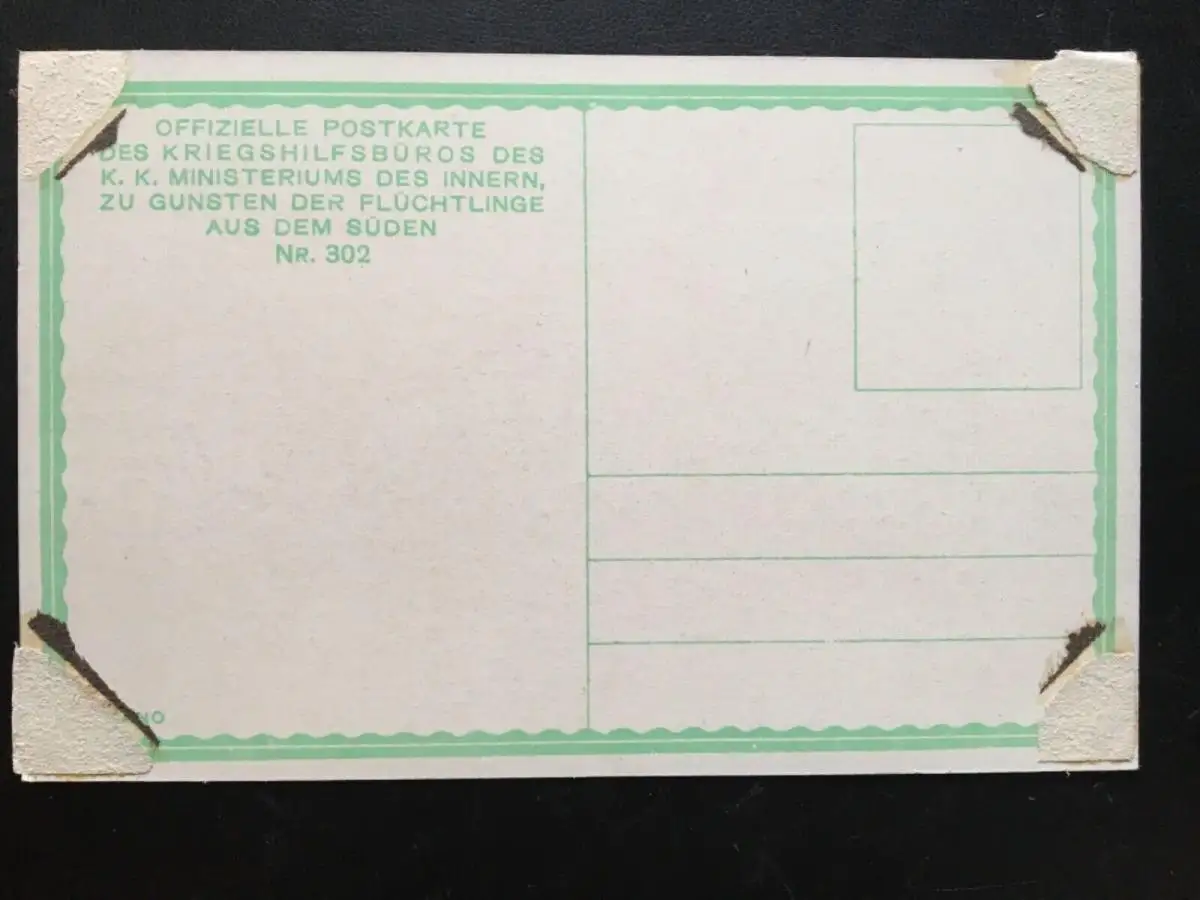 OFFIZIELLE POSTKARTE
DES KRIEGSHILFSBÜROS DES
K. K. MINISTERIUMS DES INNERN,
ZU GUNSTEN DER FLÜCHTLINGE
AUS DEM SÜDEN
NR. 302